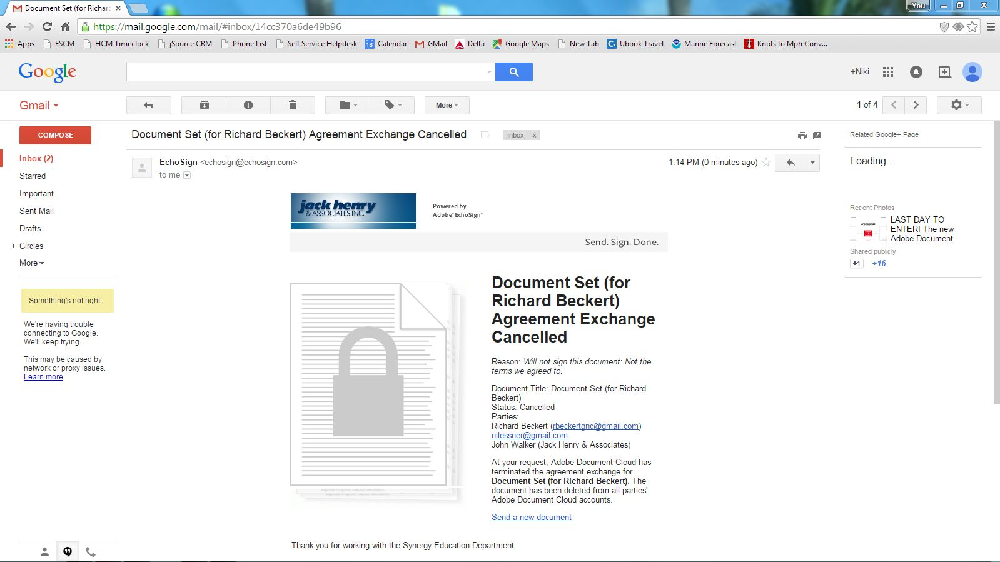 Document Set (for Richard
You
https://mail.google.com/mail/#inbox/14cc370a6de49b96
Apps FSCM HCM Timeclock jSource CRM Phone List Self Service Helpdesk 13 Calendar GMail Delta Google Maps New Tab Ubook Travel Marine Forecast Knots to Mph Conv...
Google
+Niki
Gmail
More
1 of 4
COMPOSE
Inbox (2)
Starred
Important
Sent Mail
Drafts
Circles
More
Something's not right.
We're having trouble
connecting to Google.
We'll keep trying...
This may be caused by
network or proxy issues.
Learn more.
Document Set (for Richard Beckert) Agreement Exchange Cancelled
Inbox x
EchoSign <echosign@echosign.com>
1:14 PM (0 minutes ago)
to me
jack henry
& ASSOCIATES INC.
Powered by
Adobe® EchoSign®
Send. Sign. Done.
Document Set (for
Richard Beckert)
Agreement Exchange
Cancelled
Reason: Will not sign this document: Not the
terms we agreed to.
Document Title: Document Set (for Richard
Beckert)
Status: Cancelled
Parties:
Richard Beckert (rbeckertgnc@gmail.com)
nilessner@gmail.com
John Walker (Jack Henry & Associates)
At your request, Adobe Document Cloud has
terminated the agreement exchange for
Document Set (for Richard Beckert). The
document has been deleted from all parties'
Adobe Document Cloud accounts.
Send a new document
Thank you for working with the Synergy Education Department
Related Google+ Page
Loading...
Recent Photos
LAST DAY TO
ENTER! The new
Adobe Document
Shared publicly
+1 +16